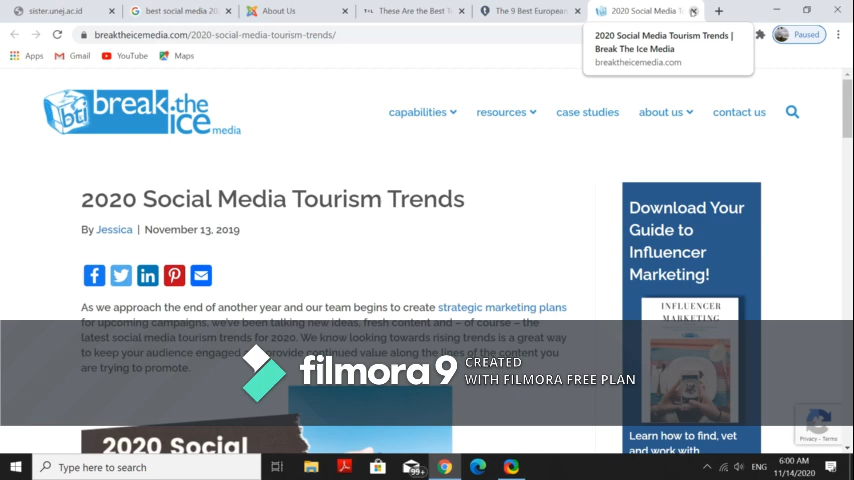 sister.unej.ac.id
best social media 20
About Us
These Are the Best T
The 9 Best European
2020 Social Media T
breaktheicemedia.com/2020-social-media-tourism-trends/
Paused
2020 Social Media Tourism Trends |
Break The Ice Media
breaktheicemedia.com
Apps
Gmail
YouTube
Maps
bti
break.the
ICE media
capabilities
resources
case studies
about us
contact us
2020 Social Media Tourism Trends
By Jessica | November 13, 2019
As we approach the end of another year and our team begins to create strategic marketing plans
for upcoming campaigns, we've been talking new ideas, fresh content and – of course – the
latest social media tourism trends for 2020. We know looking towards rising trends is a great way
to keep your audience engaged provide continued value along the lines of the content you
are trying to promote.
2020 Social
Download Your
Guide to
Influencer
Marketing!
INFLUENCER
MARKETING
Learn how to find, vet
and work with
Privacy - Terms
filmora9
CREATED
WITH FILMORA FREE PLAN
Type here to search
99+
ENG
6:00 AM
11/14/2020